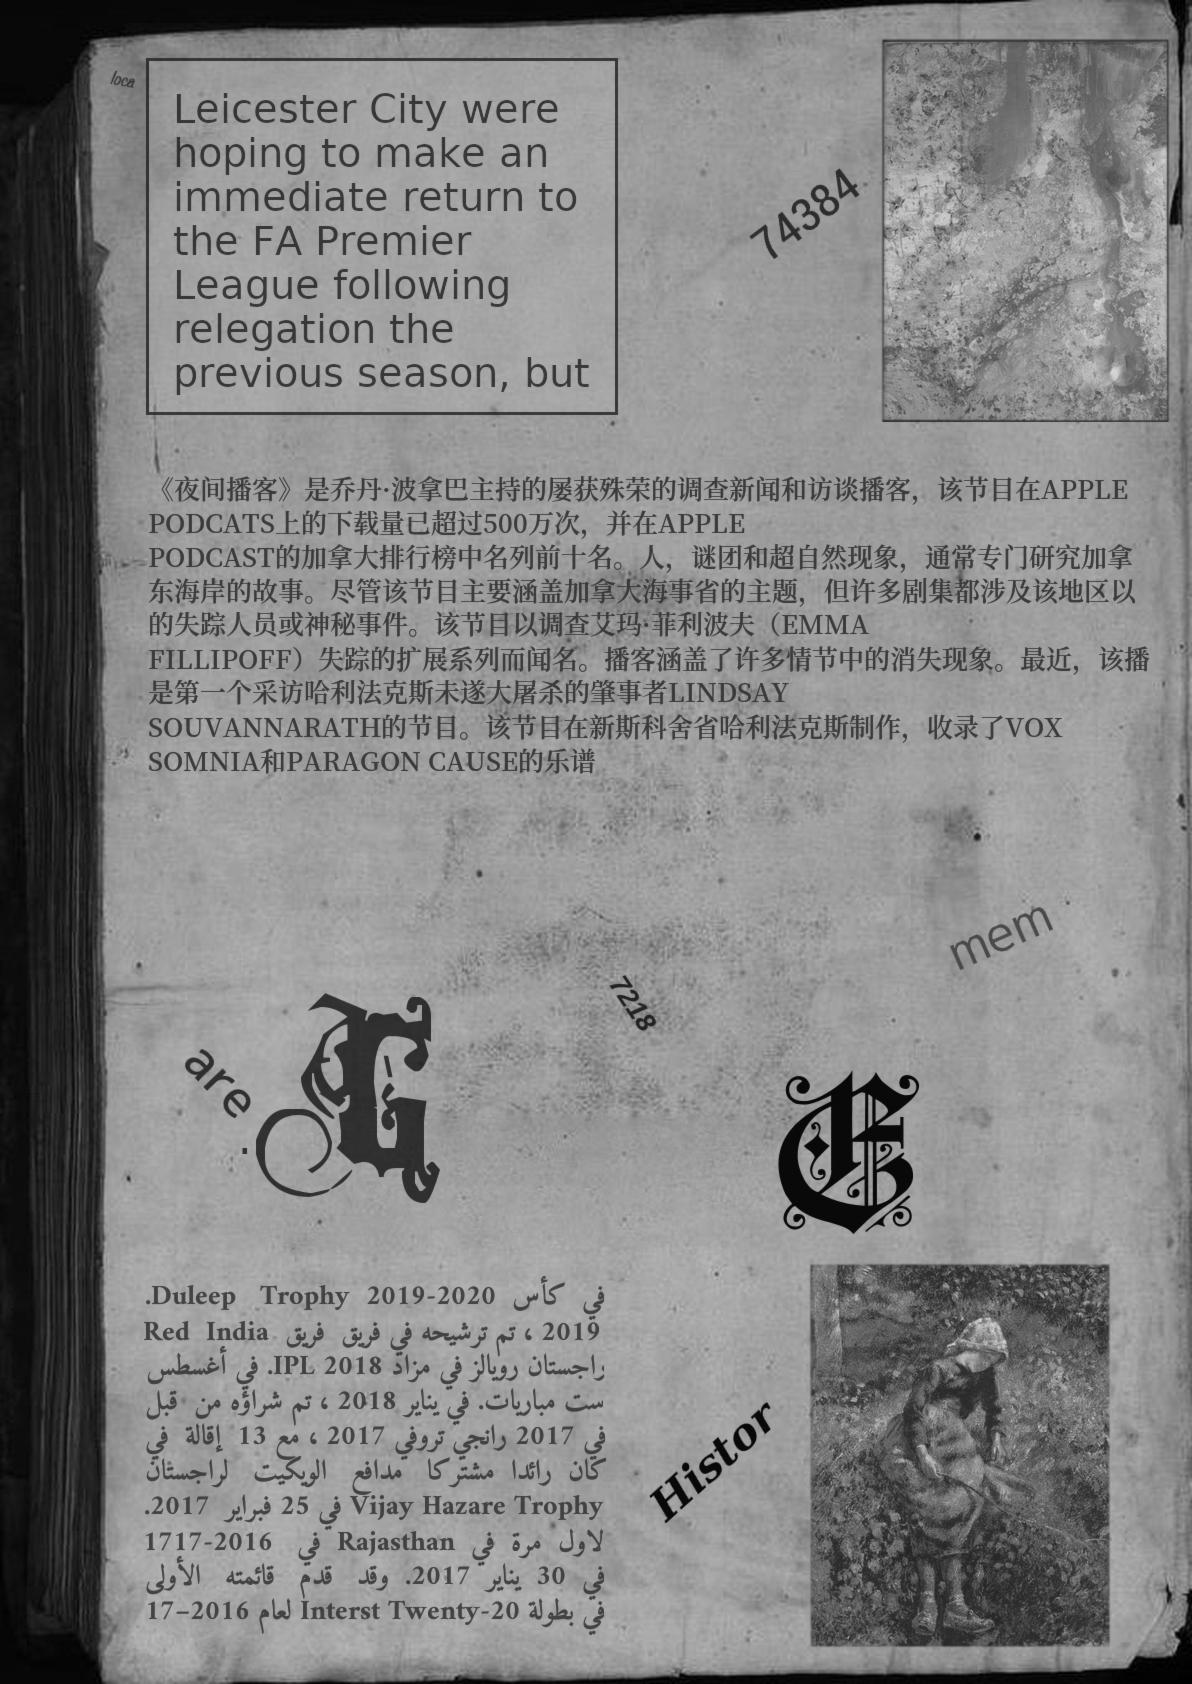 loca
Leicester City were
hoping to make an
immediate return to
the FA Premier
League following
relegation the
previous season, but
74384
《夜间播客》是乔丹·波拿巴主持的屡获殊荣的调查新闻和访谈播客，该节目在APPLE
PODCATS上的下载量已超过500万次，并在APPLE
PODCAST的加拿大排行榜中名列前十名。人，谜团和超自然现象，通常专门研究加拿
东海岸的故事。尽管该节目主要涵盖加拿大海事省的主题，但许多剧集都涉及该地区以
的失踪人员或神秘事件。该节目以调查艾玛·菲利波夫（EMMA
FILLIPOFF）失踪的扩展系列而闻名。播客涵盖了许多情节中的消失现象。最近，该播
是第一个采访哈利法克斯未遂大屠杀的肇事者LINDSAY
SOUVANNARATH的节目。该节目在新斯科舍省哈利法克斯制作，收录了VOX
SOMNIA和PARAGON CAUSE的乐谱
mem
7218
are
.
E
في كأس Duleep Trophy 2019-2020.
2019 ، تم ترشيحه في فريق فريق Red India
راجستان رويالز في مزاد IPL 2018. في أغسطس
ست مباريات. في يناير 2018 ، تم شراؤه من قبل
في 2017 رانجي تروفي 2017 ، مع 13 إقالة في
كان رائدا مشتركا مدافع الويكيت لراجستان
Vijay Hazare Trophy في 25 فبراير 2017.
لاول مرة في Rajasthan في 2016-1717
في 30 يناير 2017. وقد قدم قائمته الأولى
في بطولة Interst Twenty-20 لعام 2016–17
Histor